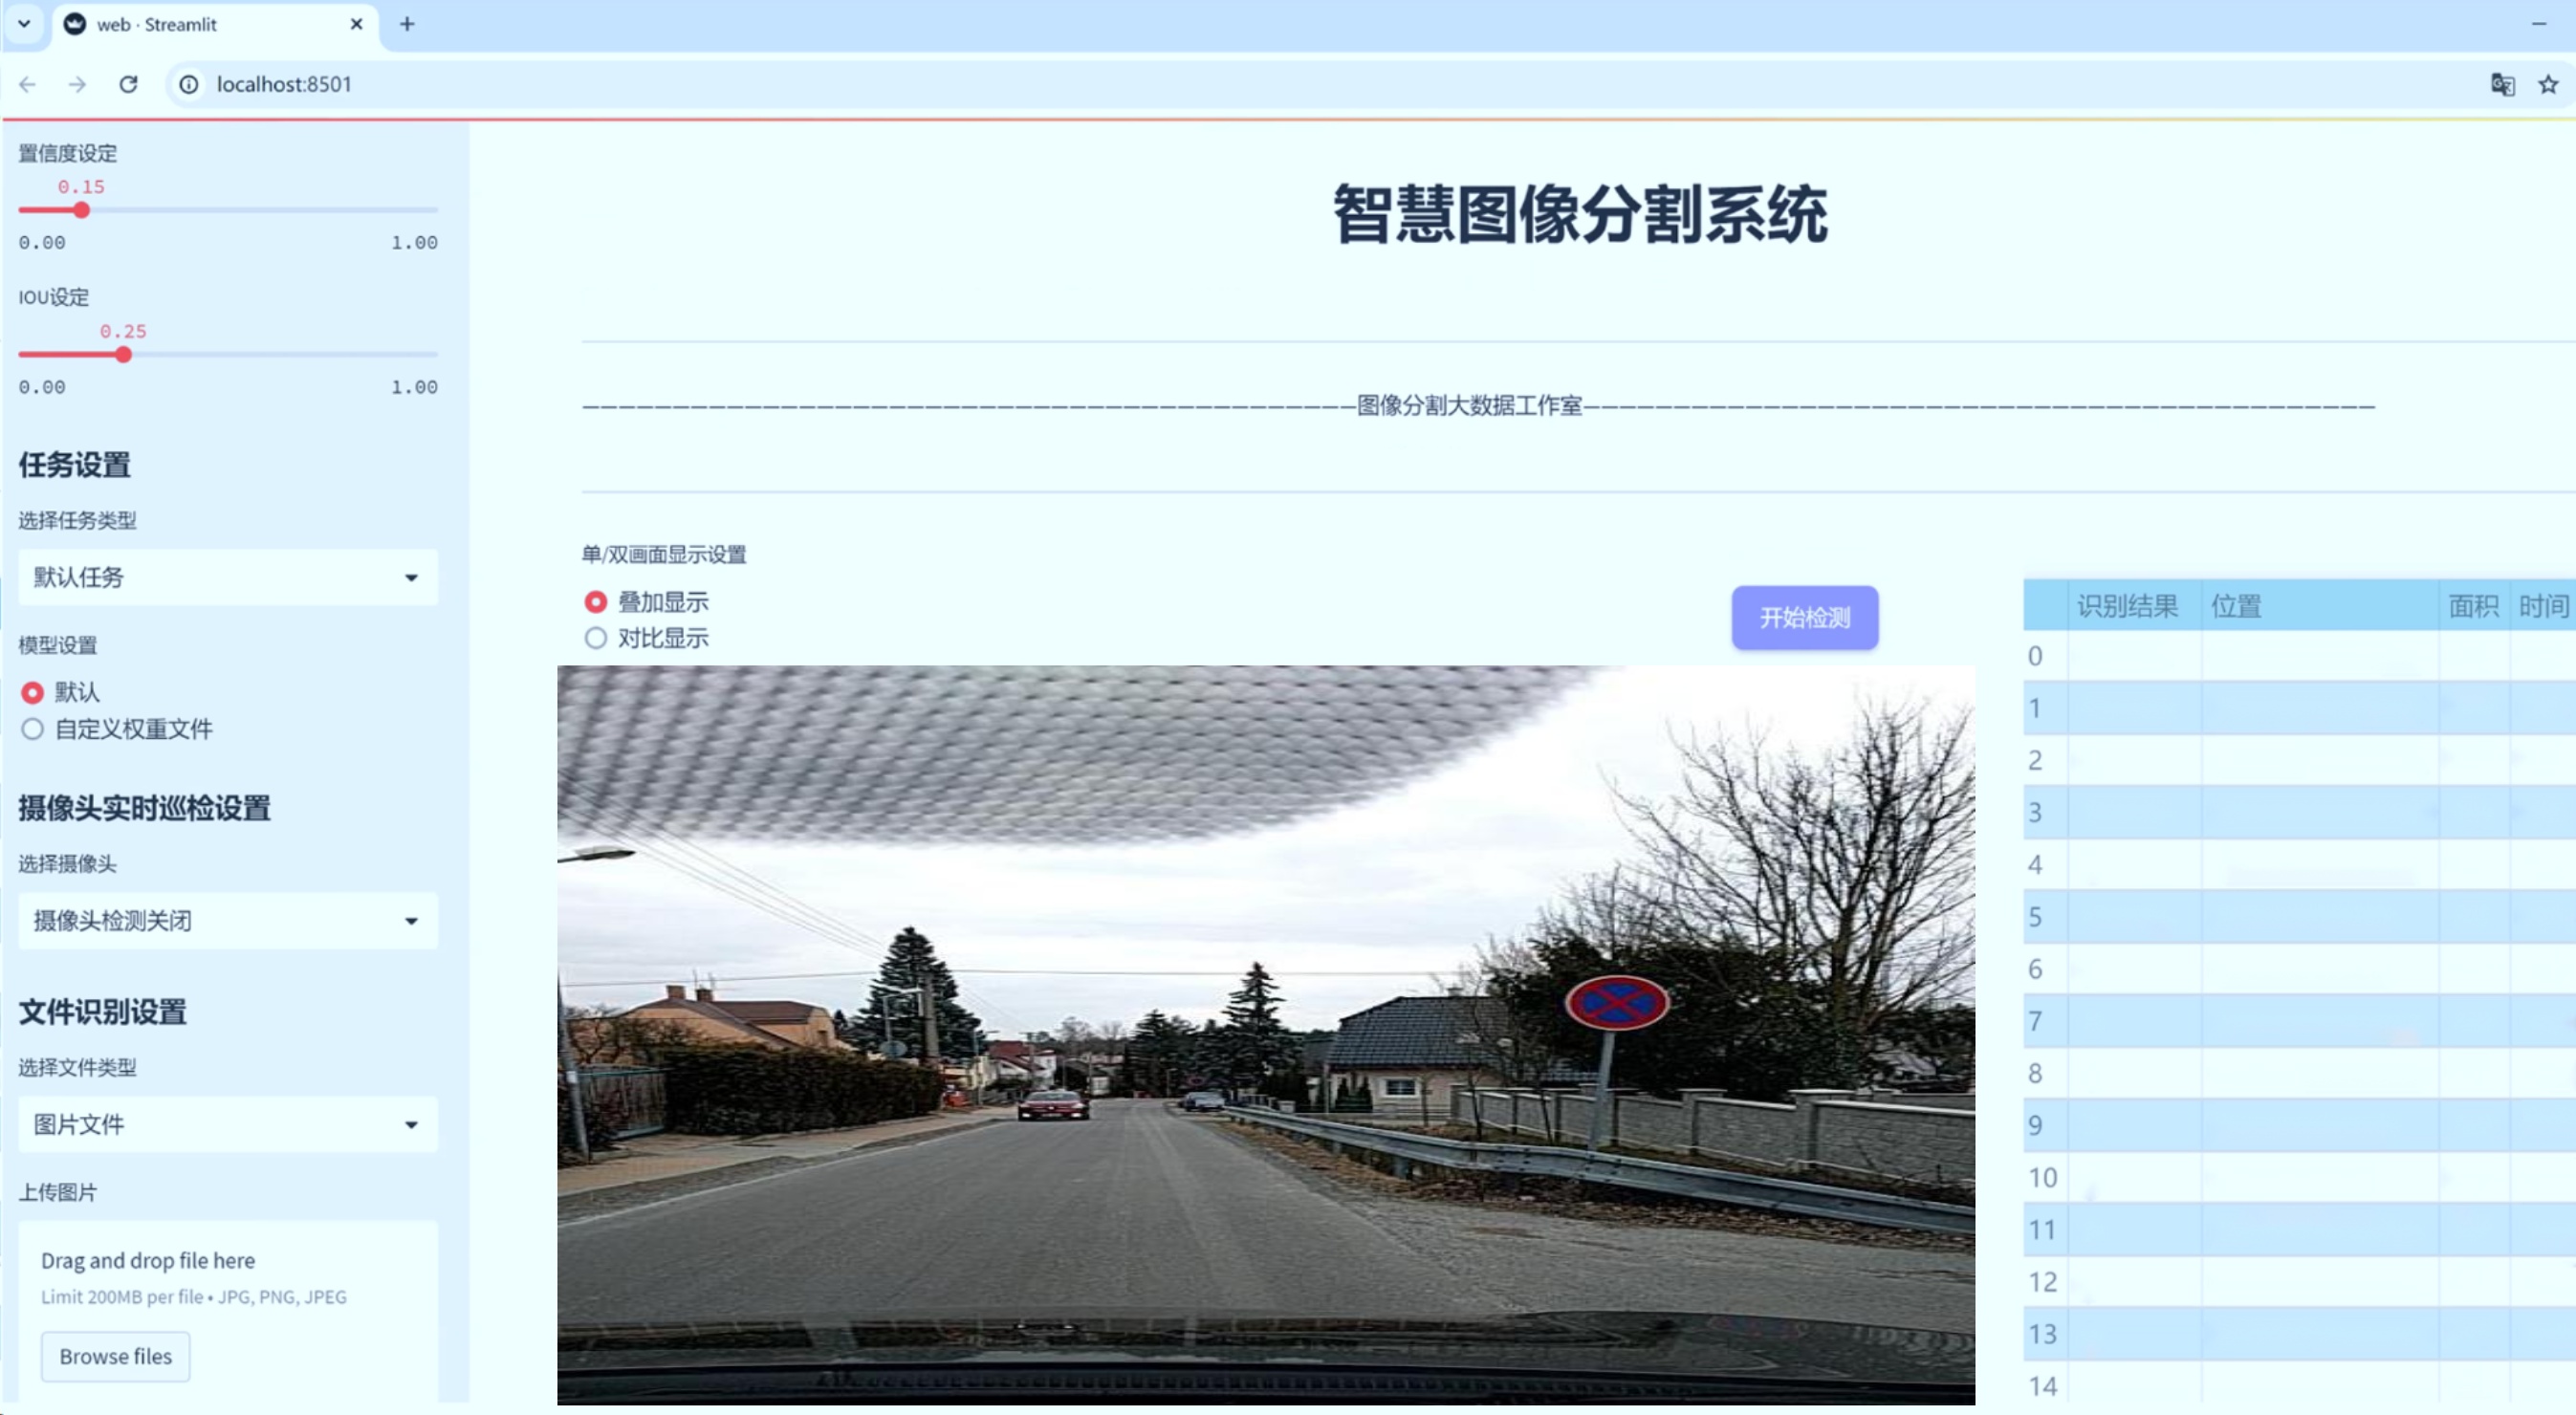 web · Streamlit
localhost:8501
置信度设定
0.15
0.00 1.00
IOU设定
0.25
0.00 1.00
任务设置
选择任务类型
默认任务
模型设置
默认
自定义权重文件
摄像头实时巡检设置
选择摄像头
摄像头检测关闭
文件识别设置
选择文件类型
图片文件
上传图片
Drag and drop file here
Limit 200MB per file • JPG, PNG, JPEG
Browse files
智慧图像分割系统
———————————————————————————————————————————图像分割大数据工作室————————————————————————————————————————————
单/双画面显示设置
叠加显示
对比显示
开始检测
识别结果 位置 面积 时间
0
1
2
3
4
5
6
7
8
9
10
11
12
13
14